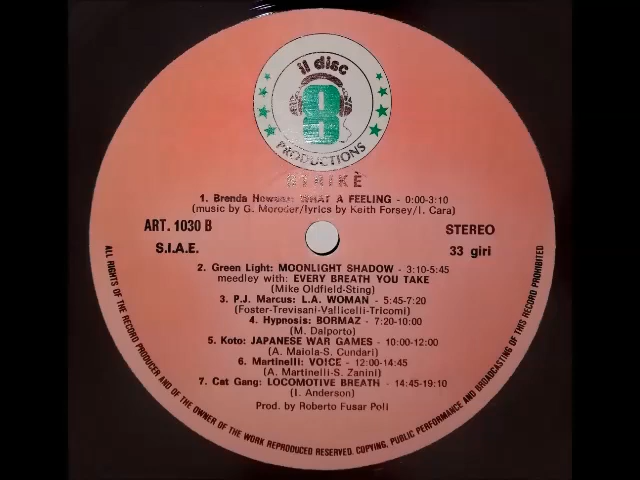 il disc
8
PRODUCTIONS
STRIKÈ
1. Brenda Howard: WHAT A FEELING - 0:00-3:10
(music by G. Moroder/lyrics by Keith Forsey/I. Cara)
ART. 1030 B
STEREO
S.I.A.E.
33 giri
2. Green Light: MOONLIGHT SHADOW - 3:10-5:45
meedley with: EVERY BREATH YOU TAKE
(Mike Oldfield-Sting)
3. P.J. Marcus: L.A. WOMAN - 5:45-7:20
(Foster-Trevisani-Vallicelli-Tricomi)
4. Hypnosis: BORMAZ - 7:20-10:00
(M. Dalporto)
5. Koto: JAPANESE WAR GAMES - 10:00-12:00
(A. Maiola-S. Cundari)
6. Martinelli: VOICE - 12:00-14:45
(A. Martinelli-S. Zanini)
7. Cat Gang: LOCOMOTIVE BREATH - 14:45-19:10
(I. Anderson)
Prod. by Roberto Fusar Poli
ALL RIGHTS OF THE RECORD PRODUCER AND OF THE OWNER OF THE WORK REPRODUCED RESERVED. COPYING, PUBLIC PERFORMANCE AND BROADCASTING OF THIS RECORD PROHIBITED